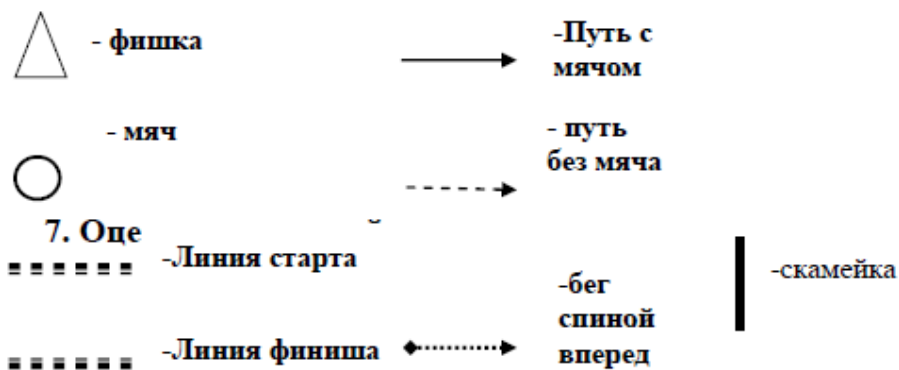 - фишка
-Путь с
мячом
- мяч
- путь
без мяча
7. Оце
-Линия старта
-бег
спиной
вперед
-скамейка
-Линия финиша